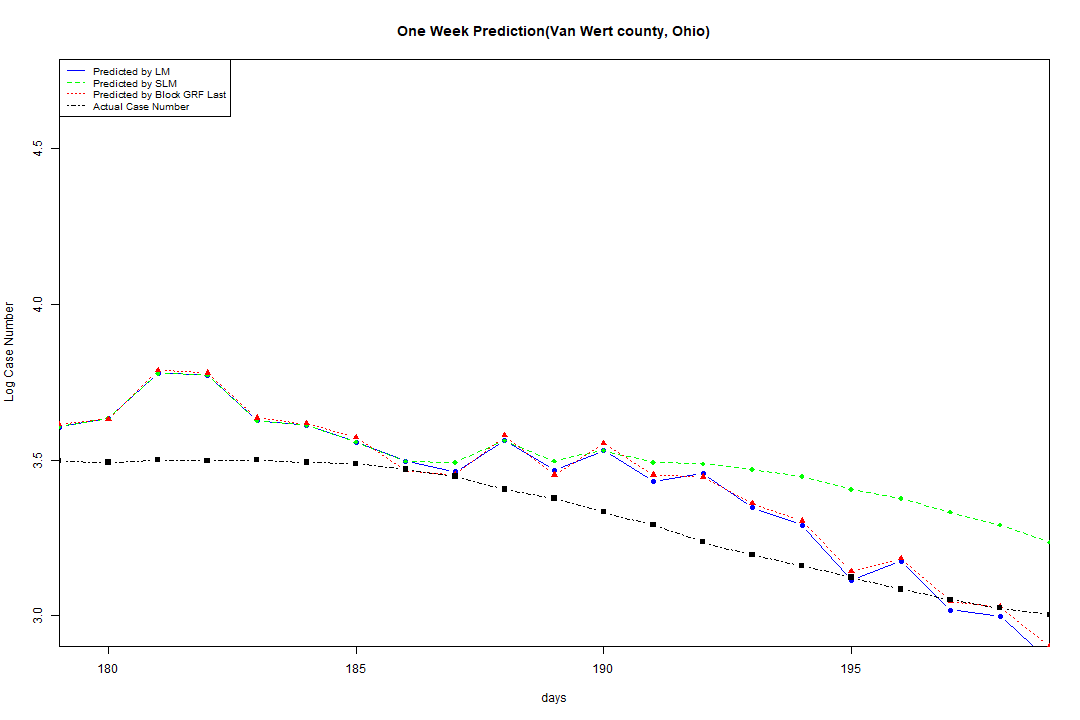 One Week Prediction(Van Wert county, Ohio)
Predicted by LM
Predicted by SLM
Predicted by Block GRF Last
Actual Case Number
4.5
4.0
3.5
3.0
Log Case Number
180 185 190 195
days